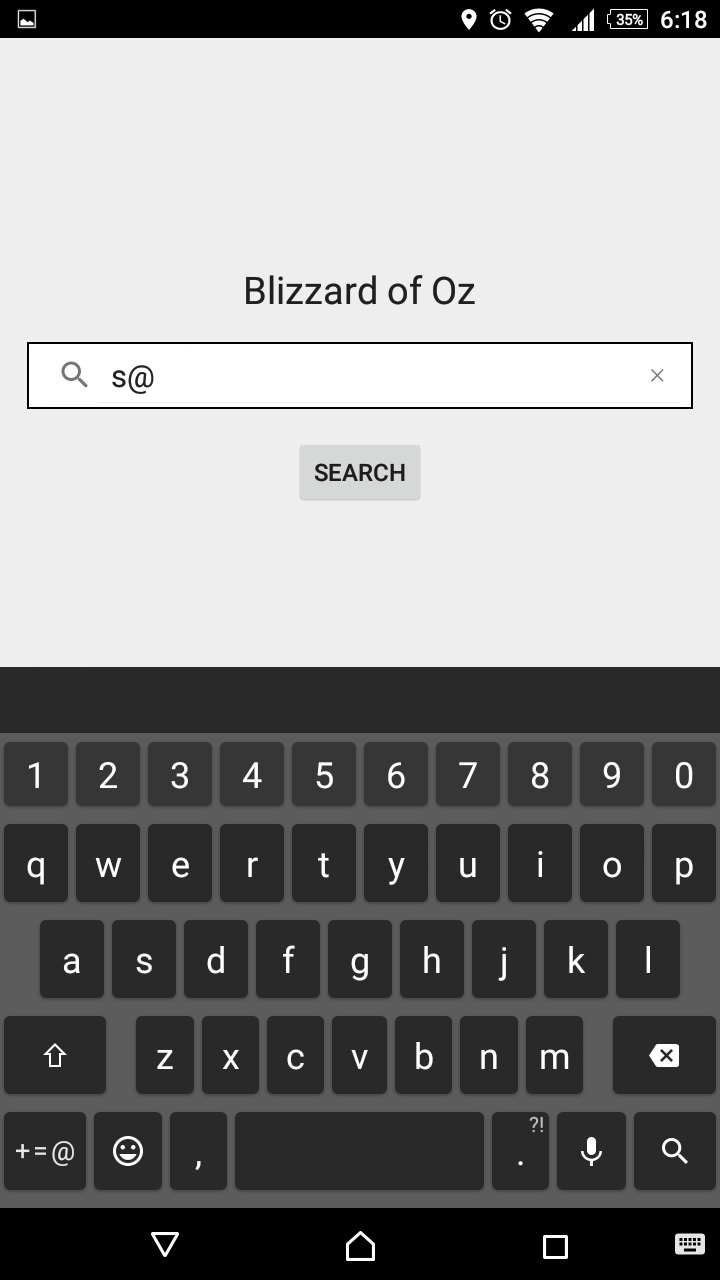 35% 6:18
Blizzard of Oz
s@
SEARCH
1 2 3 4 5 6 7 8 9 0
q w e r t y u i o p
a s d f g h j k l
z x c v b n m
+=@ , . ?!